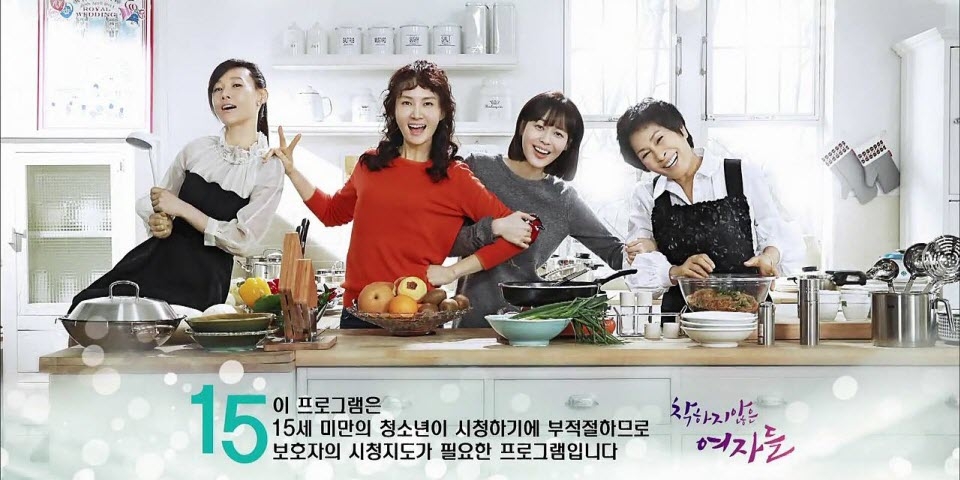 ROYAL
WEDDING
15
이 프로그램은
15세 미만의 청소년이 시청하기에 부적절하므로
보호자의 시청지도가 필요한 프로그램입니다
착하지 않은
여자들